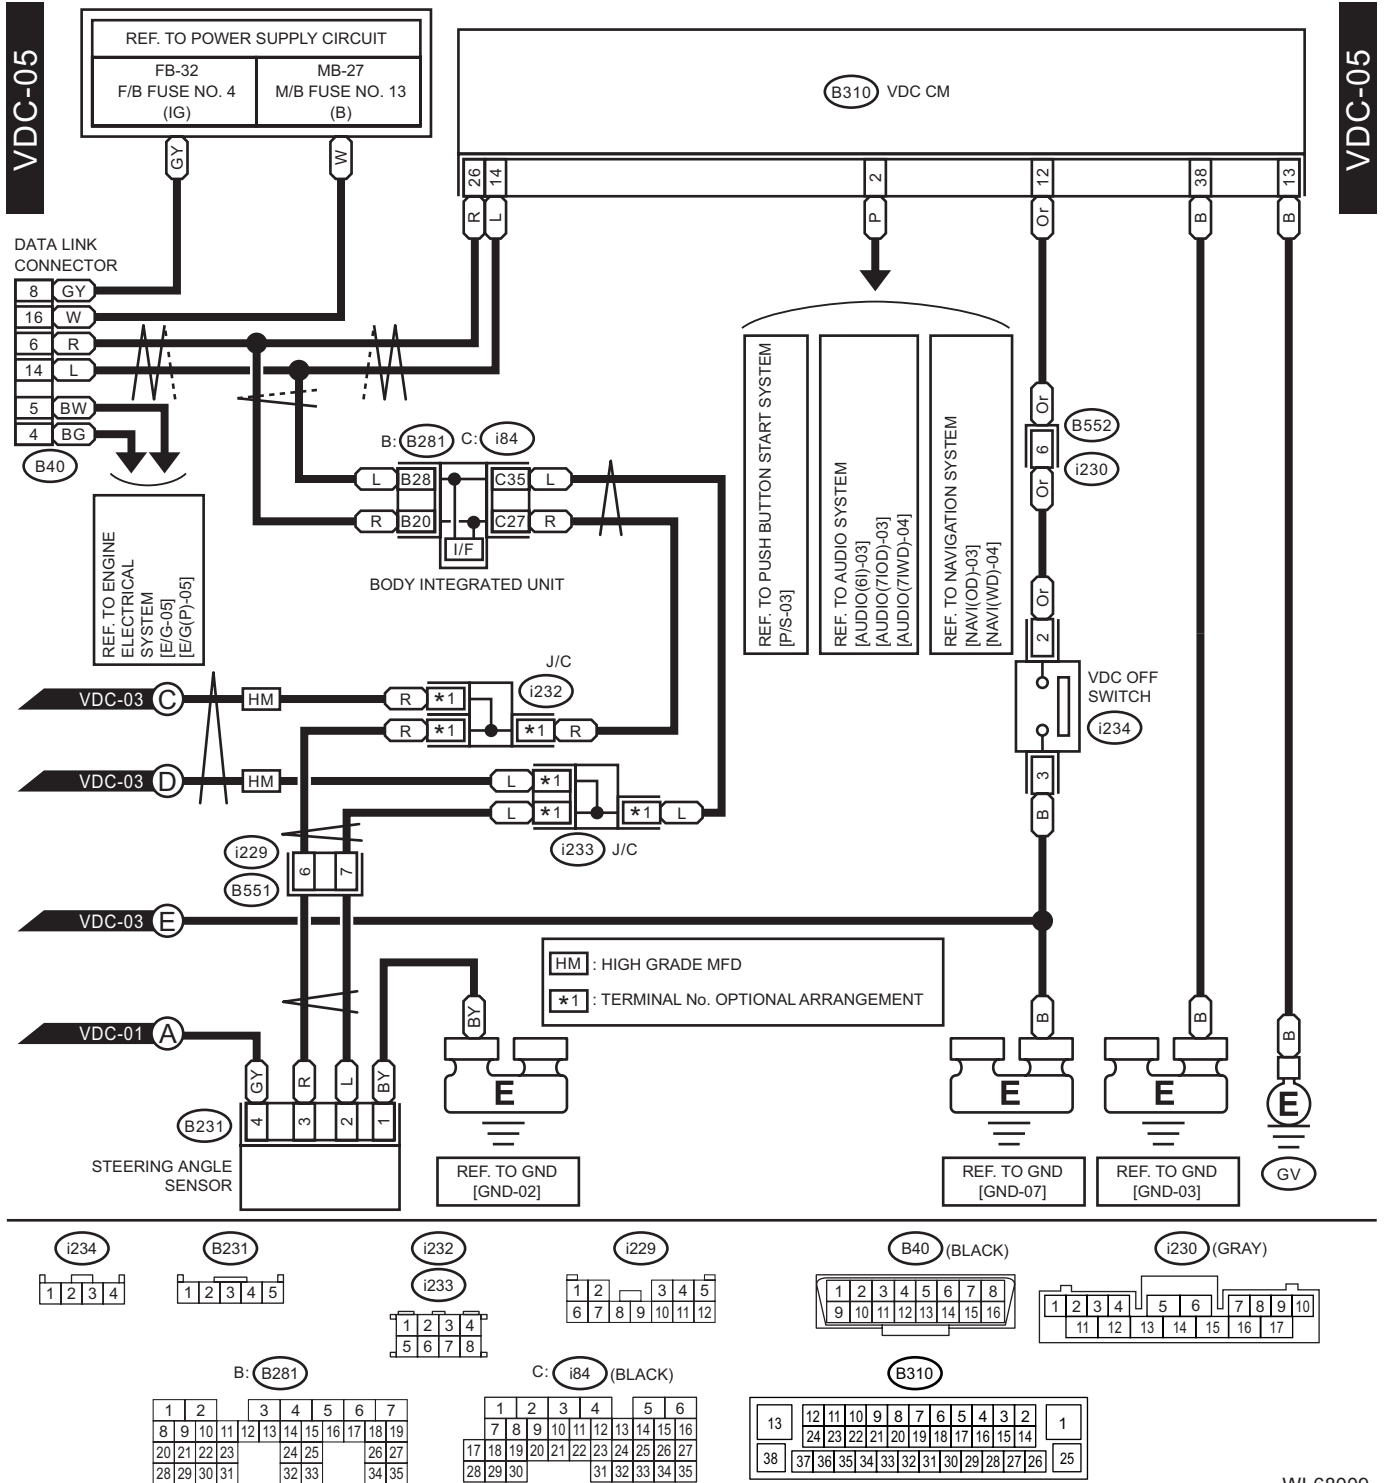 VDC-05
VDC-05
REF. TO POWER SUPPLY CIRCUIT
FB-32
F/B FUSE NO. 4
(IG)
MB-27
M/B FUSE NO. 13
(B)
B310 VDC CM
GY
W
26
14
2
12
38
13
R
L
P
Or
B
B
DATA LINK
CONNECTOR
8 GY
16 W
6 R
14 L
5 BW
4 BG
B40
REF. TO ENGINE
ELECTRICAL
SYSTEM
[E/G-05]
[E/G(P)-05]
B: B281 C: i84
L B28 C35 L
R B20 C27 R
I/F
BODY INTEGRATED UNIT
REF. TO PUSH BUTTON START SYSTEM
[P/S-03]
REF. TO AUDIO SYSTEM
[AUDIO(6I)-03]
[AUDIO(7IOD)-03]
[AUDIO(7IWD)-04]
REF. TO NAVIGATION SYSTEM
[NAVI(OD)-03]
[NAVI(WD)-04]
Or
6
B552
i230
Or
Or
2
VDC OFF
SWITCH
i234
3
B
J/C
i232
VDC-03 C HM R *1
R *1 *1 R
VDC-03 D HM L *1
L *1 *1 L
i233 J/C
i229
B551
6 7
VDC-03 E
HM : HIGH GRADE MFD
*1 : TERMINAL No. OPTIONAL ARRANGEMENT
VDC-01 A
GY R L BY
BY
B
B
B
B231
4 3 2 1
STEERING ANGLE
SENSOR
E
E
E
E
REF. TO GND
[GND-02]
REF. TO GND
[GND-07]
REF. TO GND
[GND-03]
GV
i234
1 2 3 4
B231
1 2 3 4 5
i232
i233
1 2 3 4
5 6 7 8
i229
1 2 3 4 5
6 7 8 9 10 11 12
B40 (BLACK)
1 2 3 4 5 6 7 8
9 10 11 12 13 14 15 16
i230 (GRAY)
1 2 3 4 5 6 7 8 9 10
11 12 13 14 15 16 17
B: B281
1 2 3 4 5 6 7
8 9 10 11 12 13 14 15 16 17 18 19
20 21 22 23 24 25 26 27
28 29 30 31 32 33 34 35
C: i84 (BLACK)
1 2 3 4 5 6
7 8 9 10 11 12 13 14 15 16
17 18 19 20 21 22 23 24 25 26 27
28 29 30 31 32 33 34 35
B310
13 12 11 10 9 8 7 6 5 4 3 2 1
24 23 22 21 20 19 18 17 16 15 14
38 37 36 35 34 33 32 31 30 29 28 27 26 25